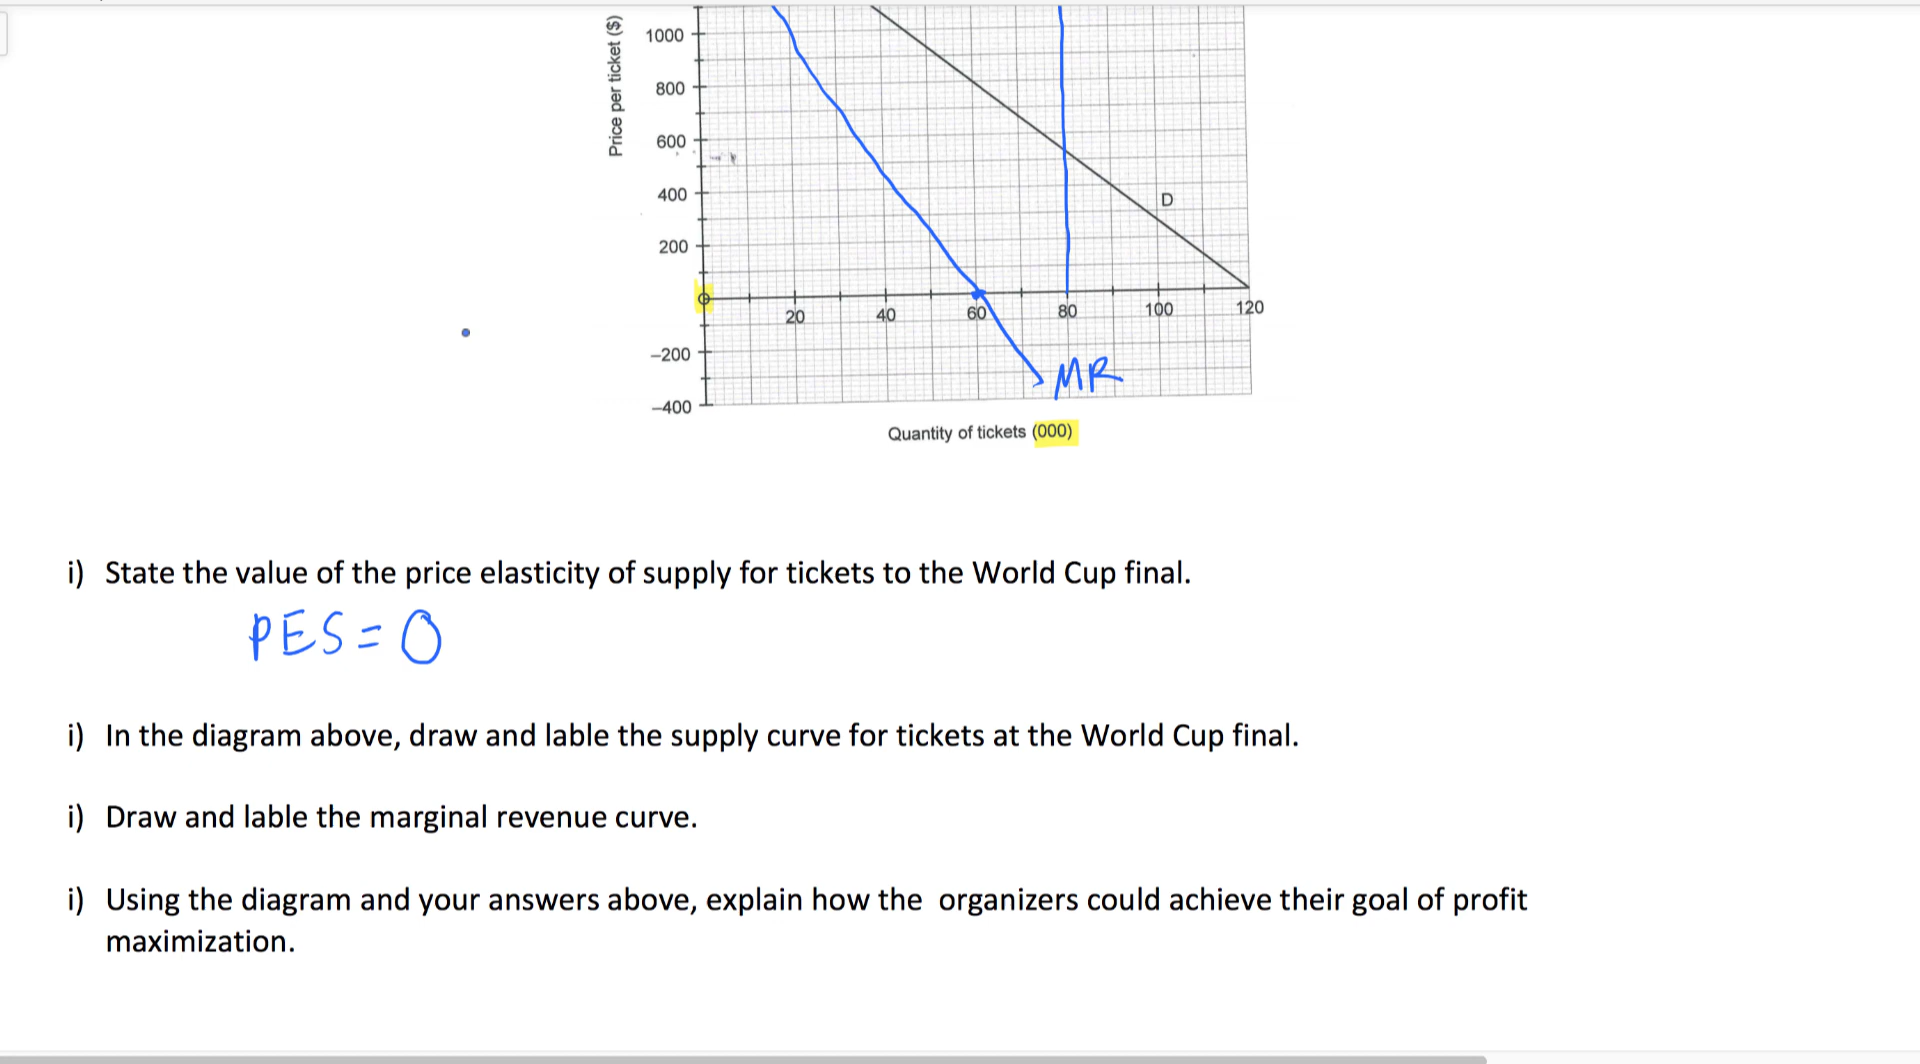 Price per ticket ($)
1000
800
600
400
200
D
0
20 40 60 80 100 120
–200
MR
–400
Quantity of tickets (000)
i) State the value of the price elasticity of supply for tickets to the World Cup final.
PES = 0
i) In the diagram above, draw and lable the supply curve for tickets at the World Cup final.
i) Draw and lable the marginal revenue curve.
i) Using the diagram and your answers above, explain how the organizers could achieve their goal of profit
maximization.